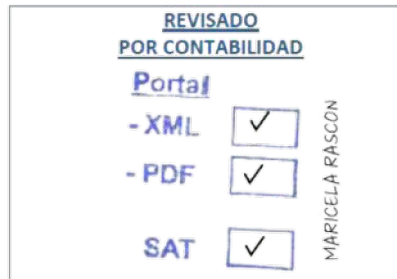 REVISADO
POR CONTABILIDAD
Portal
- XML ✓
- PDF ✓
SAT ✓
MARICELA RASCON